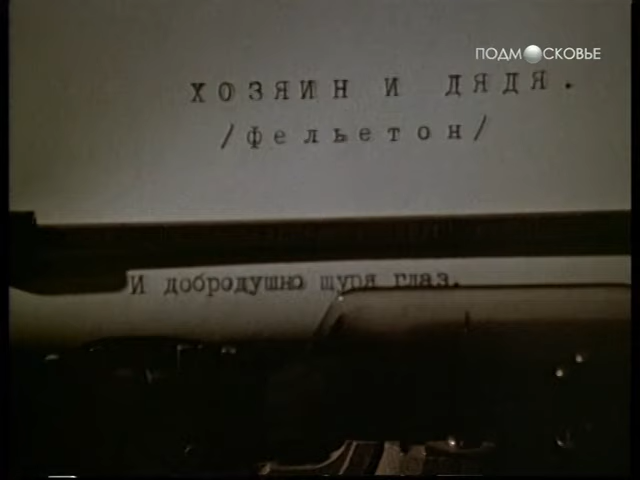 ПОДМОСКОВЬЕ
ХОЗЯИН И ДЯДЯ.
/Фельетон/
И добродушно щуря глаз.